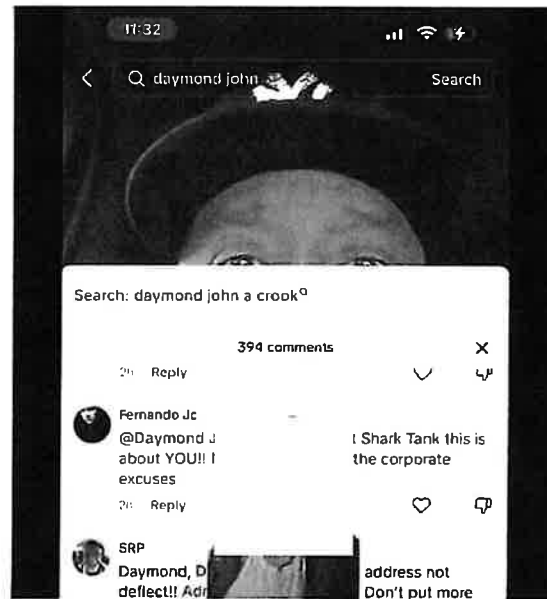 11:32
daymond john
Search
Search: daymond john a crook
394 comments
Reply
Fernando Jc
@Daymond J t Shark Tank this is
about YOU!! the corporate
excuses
Reply
SRP
Daymond, D address not
deflect!! Adr Don't put more